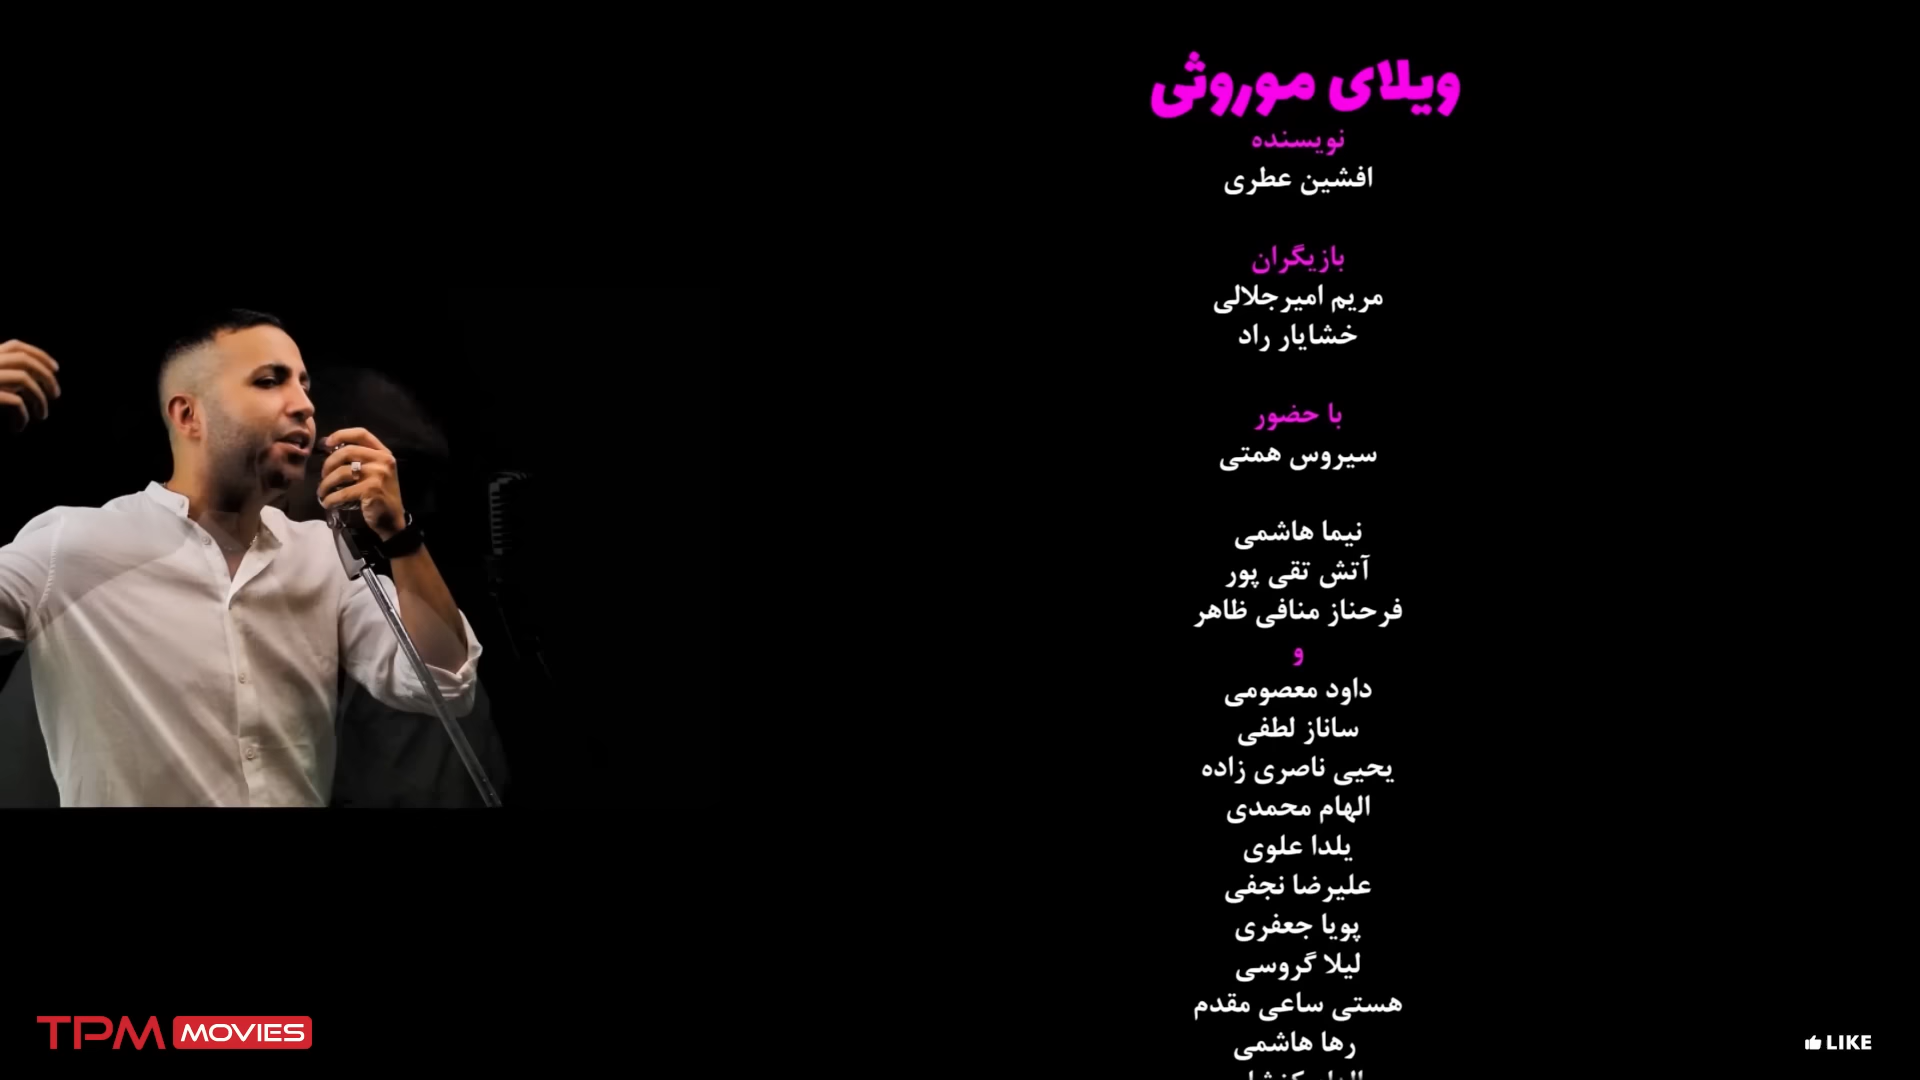 ویلای موروثی
نویسنده
افشین عطری
بازیگران
مریم امیرجلالی
خشایار راد
با حضور
سیروس همتی
نیما هاشمی
آتش تقی پور
فرحناز منافی ظاهر
و
داود معصومی
ساناز لطفی
یحیی ناصری زاده
الهام محمدی
یلدا علوی
علیرضا نجفی
پویا جعفری
لیلا گروسی
هستی ساعی مقدم
رها هاشمی
TPM MOVIES
LIKE